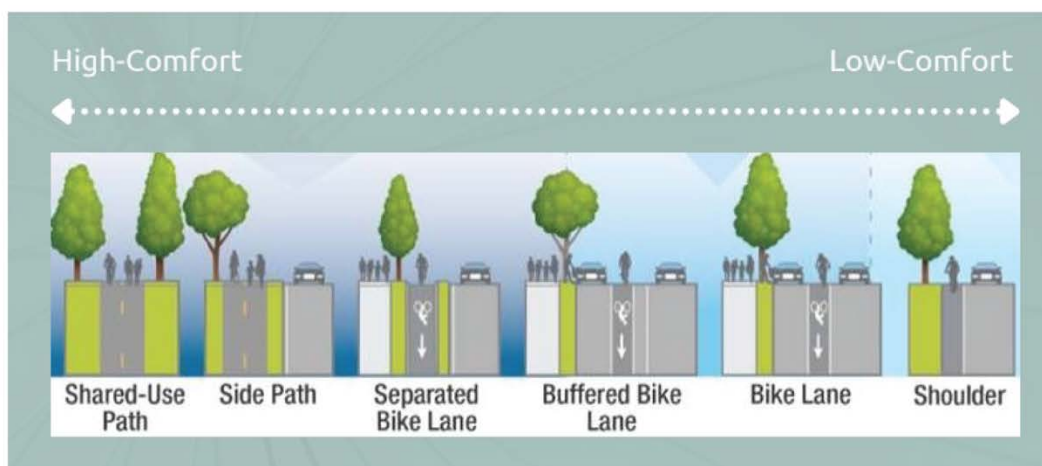 High-Comfort
Low-Comfort
Shared-Use
Path
Side Path
Separated
Bike Lane
Buffered Bike
Lane
Bike Lane
Shoulder